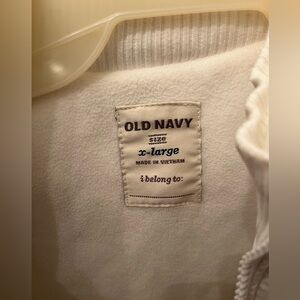 OLD NAVY
size
x-large
MADE IN VIETNAM
i belong to: